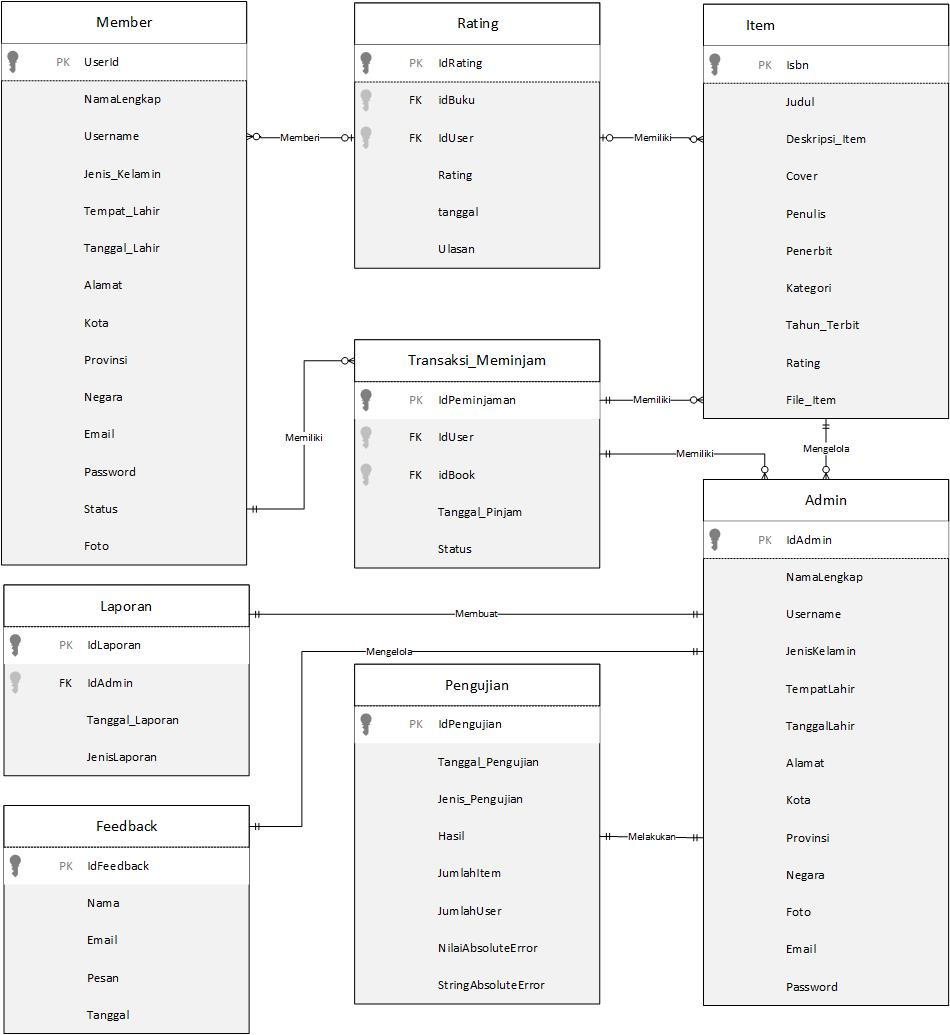 Member
PK UserId
NamaLengkap
Username
Jenis_Kelamin
Tempat_Lahir
Tanggal_Lahir
Alamat
Kota
Provinsi
Negara
Email
Password
Status
Foto
Memberi
Rating
PK IdRating
FK idBuku
FK IdUser
Rating
tanggal
Ulasan
Memiliki
Item
PK Isbn
Judul
Deskripsi_Item
Cover
Penulis
Penerbit
Kategori
Tahun_Terbit
Rating
File_Item
Memiliki
Transaksi_Meminjam
PK IdPeminjaman
FK IdUser
FK idBook
Tanggal_Pinjam
Status
Memiliki
Memiliki
Mengelola
Admin
PK IdAdmin
NamaLengkap
Username
JenisKelamin
TempatLahir
TanggalLahir
Alamat
Kota
Provinsi
Negara
Foto
Email
Password
Laporan
PK IdLaporan
FK IdAdmin
Tanggal_Laporan
JenisLaporan
Membuat
Mengelola
Pengujian
PK IdPengujian
Tanggal_Pengujian
Jenis_Pengujian
Hasil
JumlahItem
JumlahUser
NilaiAbsoluteError
StringAbsoluteError
Melakukan
Feedback
PK IdFeedback
Nama
Email
Pesan
Tanggal